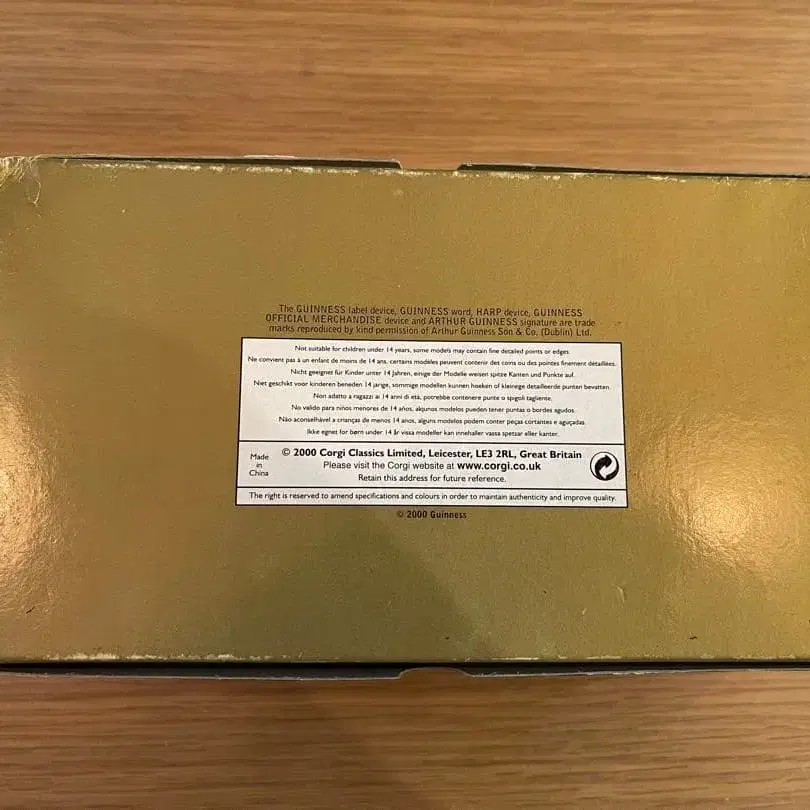 The GUINNESS label device, GUINNESS word, HARP device, GUINNESS
OFFICIAL MERCHANDISE device and ARTHUR GUINNESS signature are trade
marks reproduced by kind permission of Arthur Guinness Son & Co. (Dublin) Ltd.
Not suitable for children under 14 years, some models may contain fine detailed points or edges.
Ne convient pas à un enfant de moins de 14 ans, certains modèles peuvent contenir des coins ou des pointes finement détaillées.
Nicht geeignet für Kinder unter 14 Jahren, einige der Modelle weisen spitze Kanten und Punkte auf.
Niet geschikt voor kinderen beneden 14 jarige, sommige modellen kunnen hoeken of kleinege detailleerde punten bevatten.
Non adatto a ragazzi ai 14 anni di età, potrebbe contenere punte o spigoli tagliente.
No valido para niños menores de 14 años, algunos modelos pueden tener puntas o bordes agudos.
Não aconselhável a crianças de menos 14 años, alguns modelos podem conter peças cortantes e aguçadas.
Ikke egnet for børn under 14 år vissa modeller kan innehaller vassa spetsar eller kanter.
Made
in
China
© 2000 Corgi Classics Limited, Leicester, LE3 2RL, Great Britain
Please visit the Corgi website at www.corgi.co.uk
Retain this address for future reference.
The right is reserved to amend specifications and colours in order to maintain authenticity and improve quality.
© 2000 Guinness